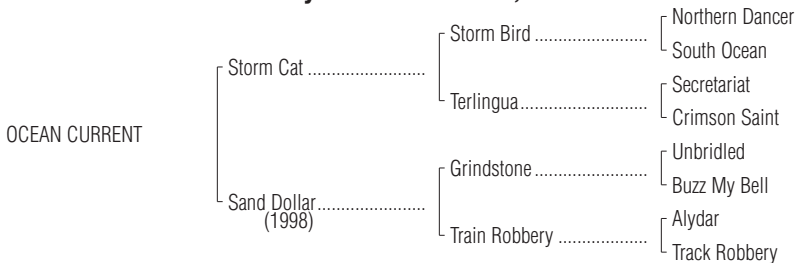 Northern Dancer
Storm Bird
South Ocean
Storm Cat
Secretariat
Terlingua
Crimson Saint
OCEAN CURRENT
Unbridled
Grindstone
Buzz My Bell
Sand Dollar
(1998)
Alydar
Train Robbery
Track Robbery